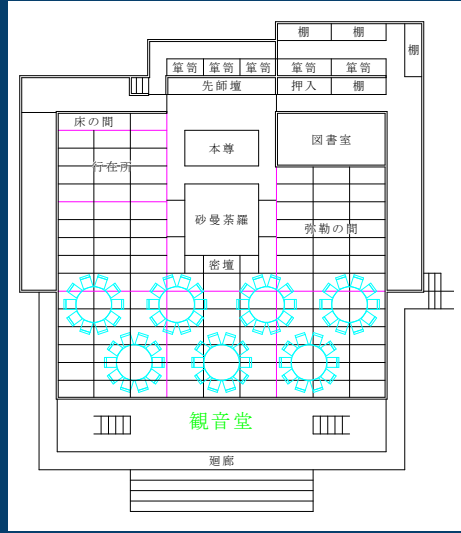 棚 棚
棚
箪笥 箪笥 箪笥 箪笥 箪笥
先師壇 押入 棚
床の間
本尊 図書室
行在所
砂曼荼羅 弥勒の間
密壇
観音堂
廻廊